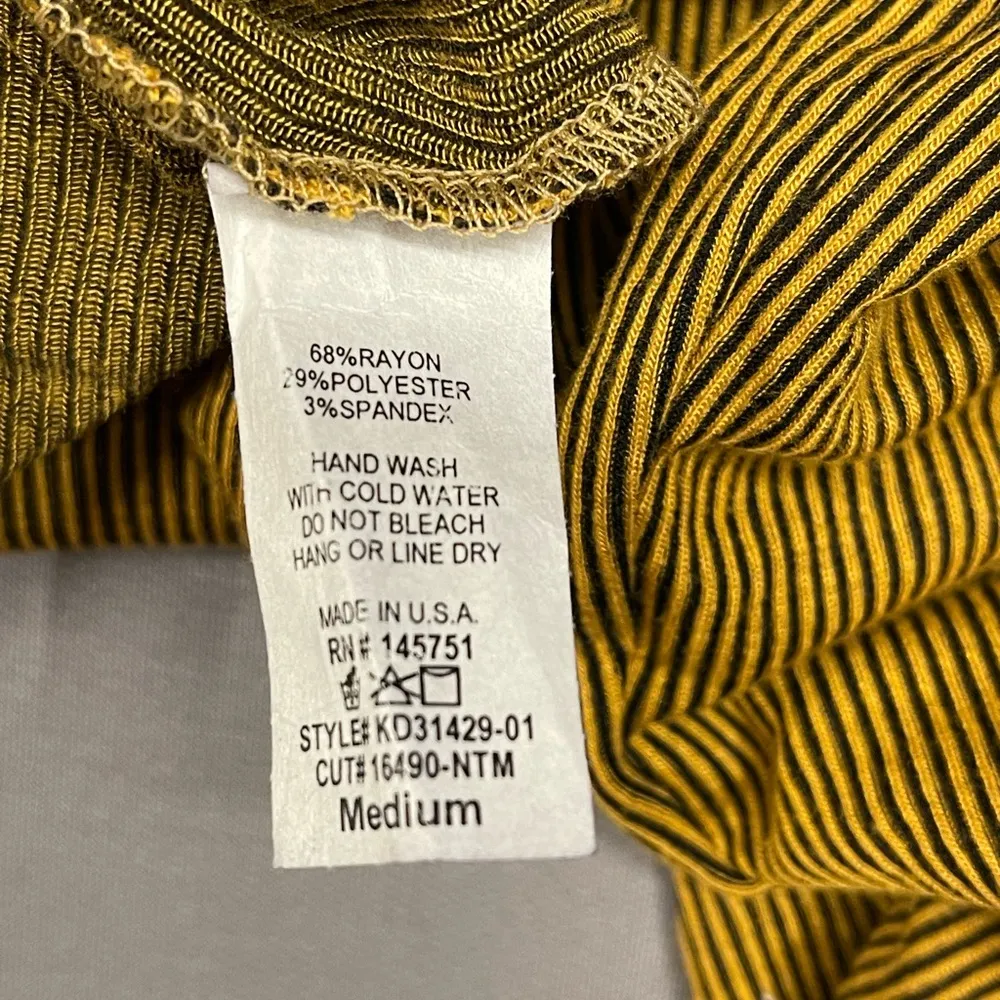 68%RAYON
29%POLYESTER
3%SPANDEX
HAND WASH
WITH COLD WATER
DO NOT BLEACH
HANG OR LINE DRY
MADE IN U.S.A.
RN# 145751
STYLE# KD31429-01
CUT# 16490-NTM
Medium